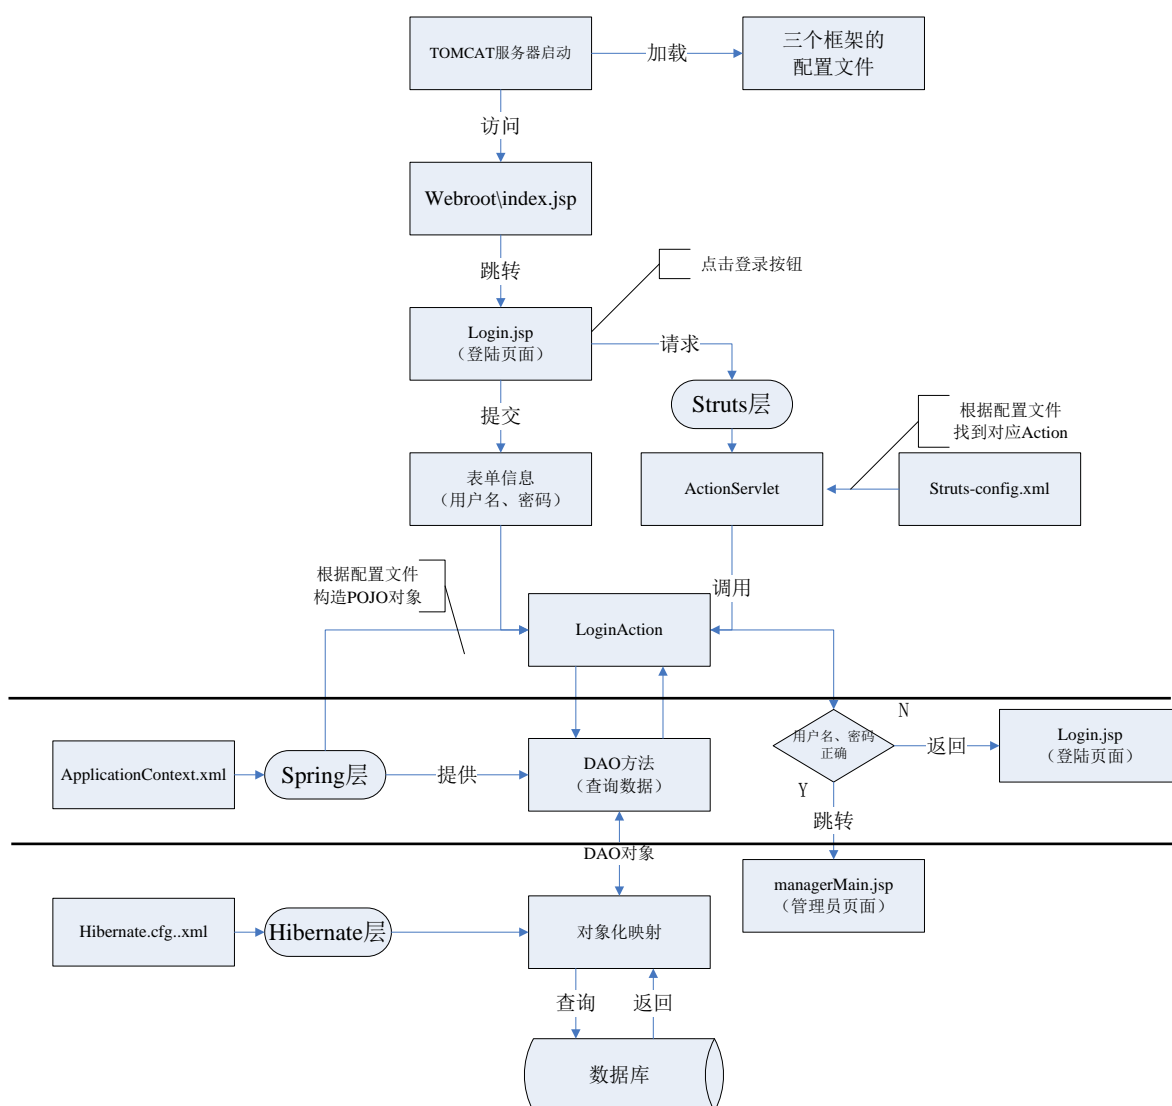 TOMCAT服务器启动
加载
三个框架的
配置文件
访问
Webroot\index.jsp
跳转
点击登录按钮
Login.jsp
（登陆页面）
请求
Struts层
提交
根据配置文件
找到对应Action
表单信息
（用户名、密码）
ActionServlet
Struts-config.xml
根据配置文件
构造POJO对象
调用
LoginAction
N
用户名、密码
正确
返回
Login.jsp
（登陆页面）
ApplicationContext.xml
Spring层
提供
DAO方法
（查询数据）
Y
跳转
DAO对象
managerMain.jsp
（管理员页面）
Hibernate.cfg..xml
Hibernate层
对象化映射
查询
返回
数据库